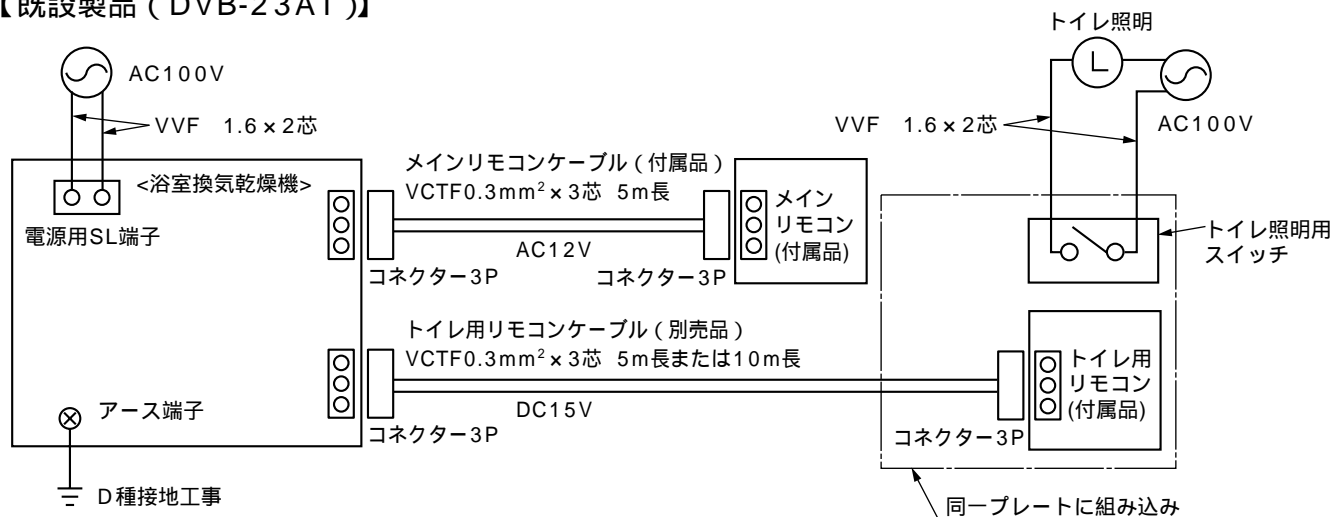 【既設製品(DVB-23AT)】
トイレ照明
L
AC100V
VVF 1.6×2芯
VVF 1.6×2芯
AC100V
<浴室換気乾燥機>
電源用SL端子
メインリモコンケーブル(付属品)
VCTF0.3mm²×3芯 5m長
AC12V
コネクター3P
コネクター3P
メイン
リモコン
(付属品)
トイレ照明用
スイッチ
トイレ用リモコンケーブル(別売品)
VCTF0.3mm²×3芯 5m長または10m長
DC15V
コネクター3P
コネクター3P
トイレ用
リモコン
(付属品)
アース端子
D種接地工事
同一プレートに組み込み